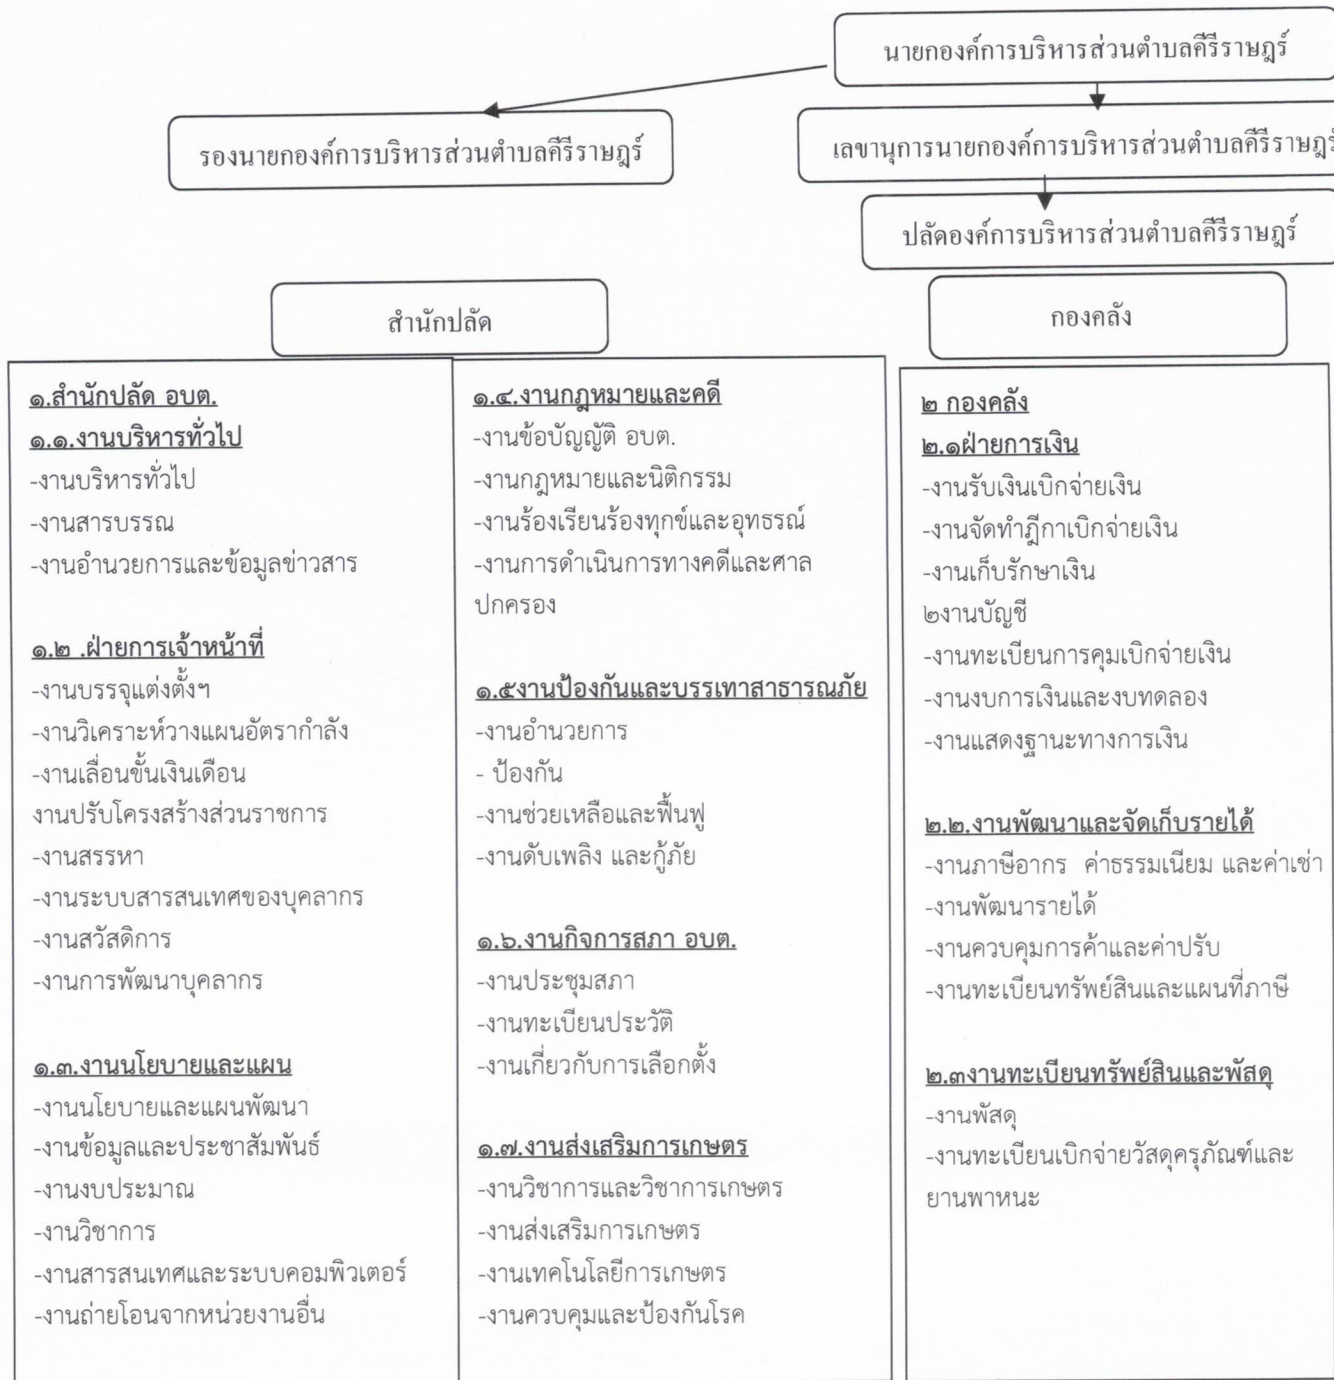 นายกองค์การบริหารส่วนตำบลคีรีราษฎร์
รองนายกองค์การบริหารส่วนตำบลคีรีราษฎร์
เลขานุการนายกองค์การบริหารส่วนตำบลคีรีราษฎร์
ปลัดองค์การบริหารส่วนตำบลคีรีราษฎร์
สำนักปลัด
กองคลัง
๑.สำนักปลัด อบต.
๑.๑.งานบริหารทั่วไป
-งานบริหารทั่วไป
-งานสารบรรณ
-งานอำนวยการและข้อมูลข่าวสาร
๑.๒ .ฝ่ายการเจ้าหน้าที่
-งานบรรจุแต่งตั้งฯ
-งานวิเคราะห์วางแผนอัตรากำลัง
-งานเลื่อนขั้นเงินเดือน
งานปรับโครงสร้างส่วนราชการ
-งานสรรหา
-งานระบบสารสนเทศของบุคลากร
-งานสวัสดิการ
-งานการพัฒนาบุคลากร
๑.๓.งานนโยบายและแผน
-งานนโยบายและแผนพัฒนา
-งานข้อมูลและประชาสัมพันธ์
-งานงบประมาณ
-งานวิชาการ
-งานสารสนเทศและระบบคอมพิวเตอร์
-งานถ่ายโอนจากหน่วยงานอื่น
๑.๔.งานกฎหมายและคดี
-งานข้อบัญญัติ อบต.
-งานกฎหมายและนิติกรรม
-งานร้องเรียนร้องทุกข์และอุทธรณ์
-งานการดำเนินการทางคดีและศาล
ปกครอง
๑.๕งานป้องกันและบรรเทาสาธารณภัย
-งานอำนวยการ
- ป้องกัน
-งานช่วยเหลือและฟื้นฟู
-งานดับเพลิง และกู้ภัย
๑.๖.งานกิจการสภา อบต.
-งานประชุมสภา
-งานทะเบียนประวัติ
-งานเกี่ยวกับการเลือกตั้ง
๑.๗.งานส่งเสริมการเกษตร
-งานวิชาการและวิชาการเกษตร
-งานส่งเสริมการเกษตร
-งานเทคโนโลยีการเกษตร
-งานควบคุมและป้องกันโรค
๒ กองคลัง
๒.๑ฝ่ายการเงิน
-งานรับเงินเบิกจ่ายเงิน
-งานจัดทำฎีกาเบิกจ่ายเงิน
-งานเก็บรักษาเงิน
๒งานบัญชี
-งานทะเบียนการคุมเบิกจ่ายเงิน
-งานงบการเงินและงบทดลอง
-งานแสดงฐานะทางการเงิน
๒.๒.งานพัฒนาและจัดเก็บรายได้
-งานภาษีอากร ค่าธรรมเนียม และค่าเช่า
-งานพัฒนารายได้
-งานควบคุมการค้าและค่าปรับ
-งานทะเบียนทรัพย์สินและแผนที่ภาษี
๒.๓งานทะเบียนทรัพย์สินและพัสดุ
-งานพัสดุ
-งานทะเบียนเบิกจ่ายวัสดุครุภัณฑ์และ
ยานพาหนะ